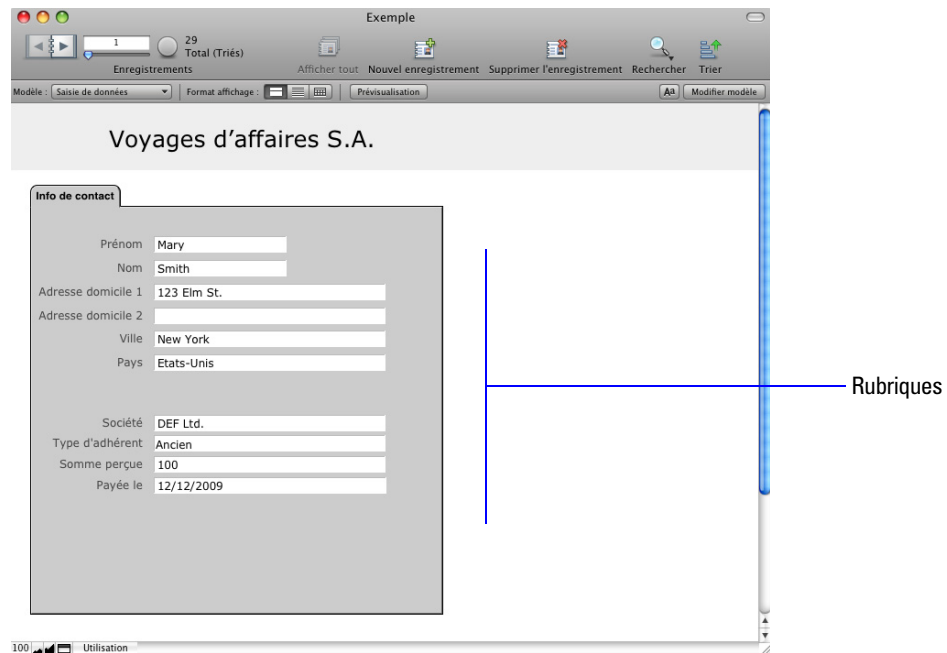 Exemple
1
29
Total (Triés)
Enregistrements
Afficher tout
Nouvel enregistrement
Supprimer l'enregistrement
Rechercher
Trier
Modèle : Saisie de données
Format affichage :
Prévisualisation
Aa
Modifier modèle
Voyages d’affaires S.A.
Info de contact
Prénom Mary
Nom Smith
Adresse domicile 1 123 Elm St.
Adresse domicile 2
Ville New York
Pays Etats-Unis
Rubriques
Société DEF Ltd.
Type d'adhérent Ancien
Somme perçue 100
Payée le 12/12/2009
100 Utilisation